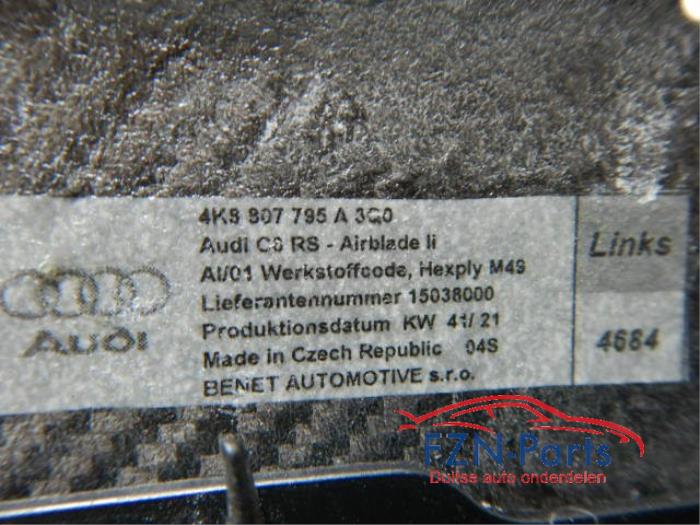 4K8 807 795 A 3Q0
Audi C8 RS - Airblade li
AI/01 Werkstoffcode, Hexply M49
Lieferantennummer 15038000
Produktionsdatum KW 41/ 21
Made in Czech Republic 04S
BENET AUTOMOTIVE s.r.o.
Links
4684
Audi
FZN-Parts
Duitse auto onderdelen